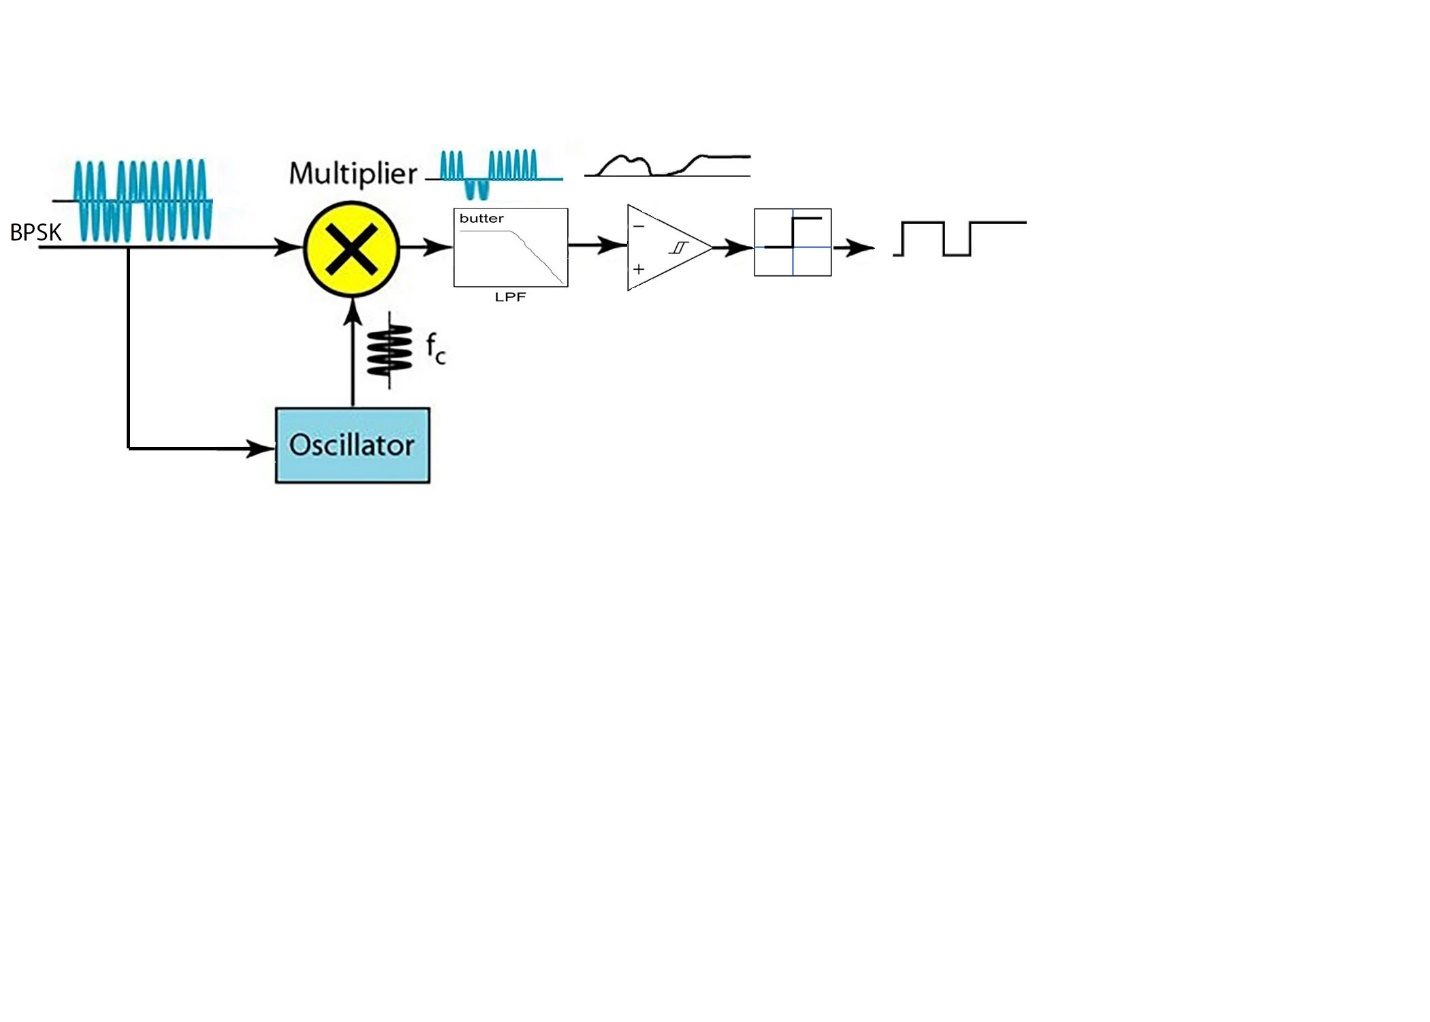 Multiplier
BPSK
butter
−
+
LPF
fc
Oscillator